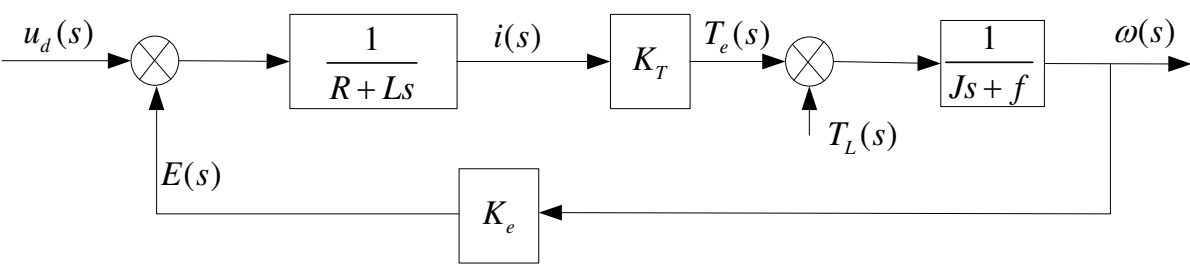 u_d(s)
1
R + Ls
i(s)
K_T
T_e(s)
1
Js + f
ω(s)
T_L(s)
E(s)
K_e